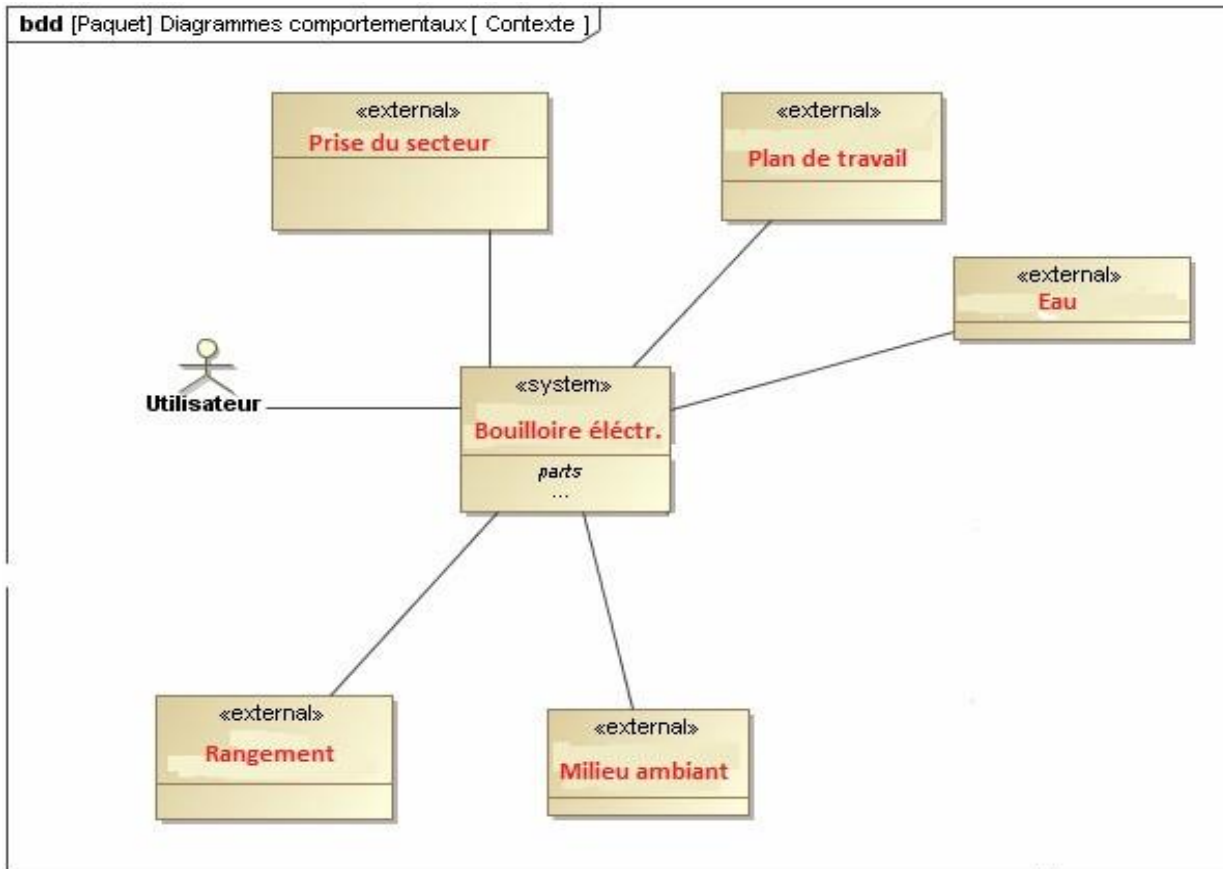 bdd [Paquet] Diagrammes comportementaux [ Contexte ]
«external»
Prise du secteur
«external»
Plan de travail
«external»
Eau
Utilisateur
«system»
Bouilloire éléctr.
parts
...
«external»
Rangement
«external»
Milieu ambiant